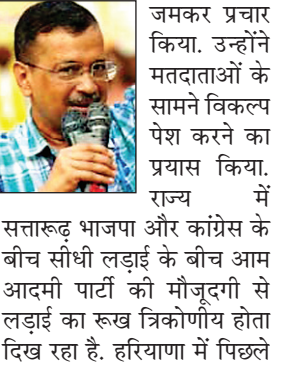 जमकर प्रचार
किया. उन्होंने
मतदाताओं के
सामने विकल्प
पेश करने का
प्रयास किया.
राज्य में
सत्तारूढ़ भाजपा और कांग्रेस के
बीच सीधी लड़ाई के बीच आम
आदमी पार्टी की मौजूदगी से
लड़ाई का रूख त्रिकोणीय होता
दिख रहा है. हरियाणा में पिछले